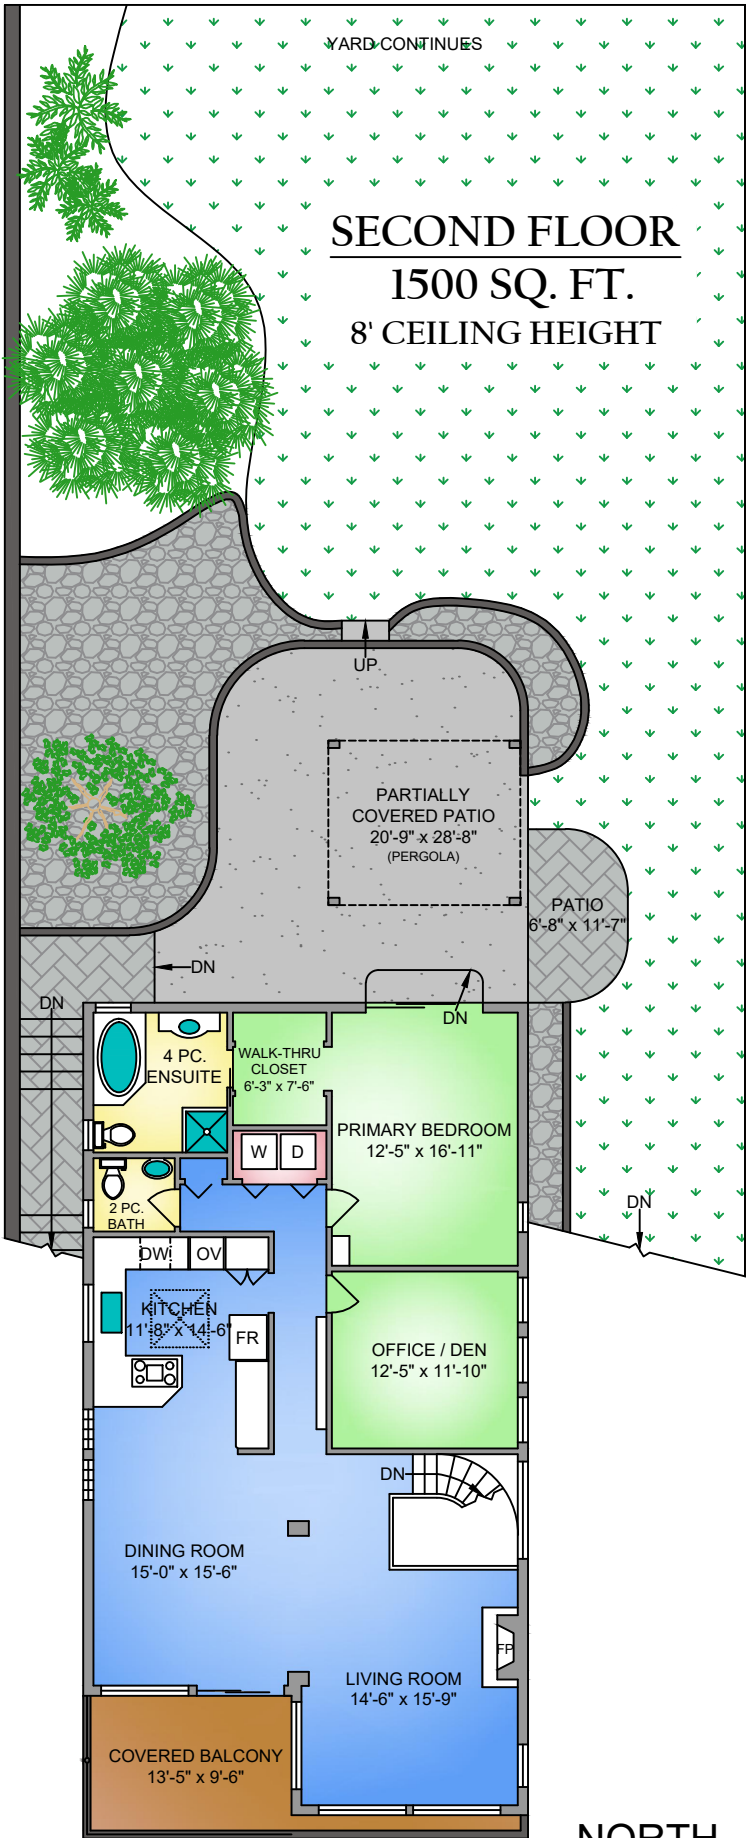 YARD CONTINUES
SECOND FLOOR
1500 SQ. FT.
8' CEILING HEIGHT
UP
PARTIALLY
COVERED PATIO
20'-9" x 28'-8"
(PERGOLA)
PATIO
6'-8" x 11'-7"
DN
DN
DN
4 PC.
ENSUITE
WALK-THRU
CLOSET
6'-3" x 7'-6"
PRIMARY BEDROOM
12'-5" x 16'-11"
W D
2 PC.
BATH
DN
DW OV
KITCHEN
11'-8" x 14'-6"
FR
OFFICE / DEN
12'-5" x 11'-10"
DN
DINING ROOM
15'-0" x 15'-6"
FP
LIVING ROOM
14'-6" x 15'-9"
COVERED BALCONY
13'-5" x 9'-6"
NORTH